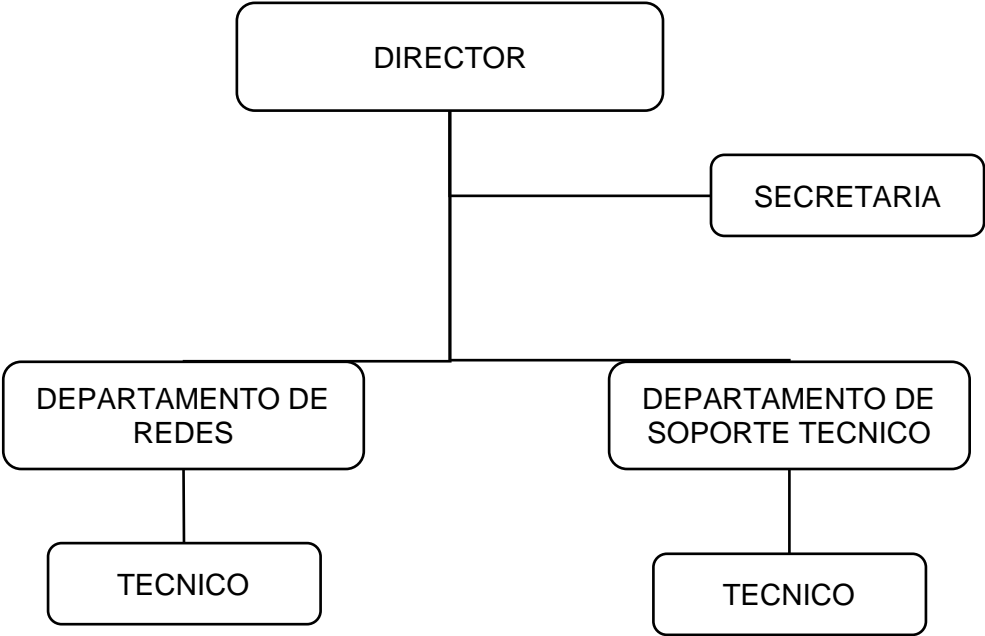 DIRECTOR
SECRETARIA
DEPARTAMENTO DE
REDES
DEPARTAMENTO DE
SOPORTE TECNICO
TECNICO
TECNICO